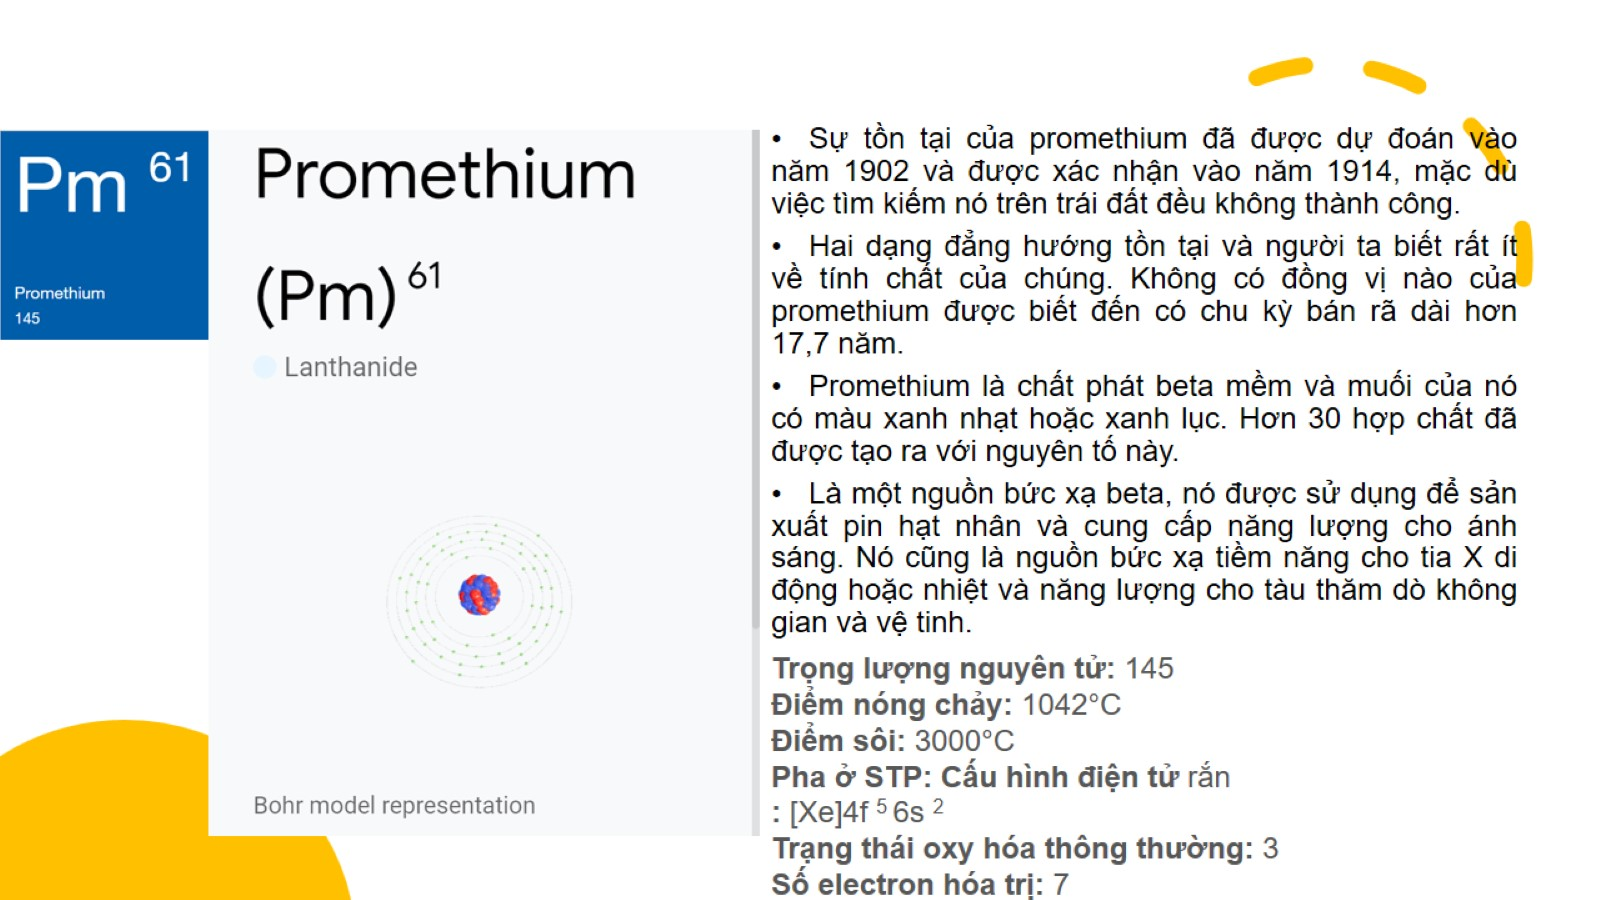 Pm 61
Promethium
145
Promethium
(Pm) 61
Lanthanide
Bohr model representation
• Sự tồn tại của promethium đã được dự đoán vào
năm 1902 và được xác nhận vào năm 1914, mặc dù
việc tìm kiếm nó trên trái đất đều không thành công.
• Hai dạng đẳng hướng tồn tại và người ta biết rất ít
về tính chất của chúng. Không có đồng vị nào của
promethium được biết đến có chu kỳ bán rã dài hơn
17,7 năm.
• Promethium là chất phát beta mềm và muối của nó
có màu xanh nhạt hoặc xanh lục. Hơn 30 hợp chất đã
được tạo ra với nguyên tố này.
• Là một nguồn bức xạ beta, nó được sử dụng để sản
xuất pin hạt nhân và cung cấp năng lượng cho ánh
sáng. Nó cũng là nguồn bức xạ tiềm năng cho tia X di
động hoặc nhiệt và năng lượng cho tàu thăm dò không
gian và vệ tinh.
Trọng lượng nguyên tử: 145
Điểm nóng chảy: 1042°C
Điểm sôi: 3000°C
Pha ở STP: Cấu hình điện tử rắn
: [Xe]4f 5 6s 2
Trạng thái oxy hóa thông thường: 3
Số electron hóa trị: 7